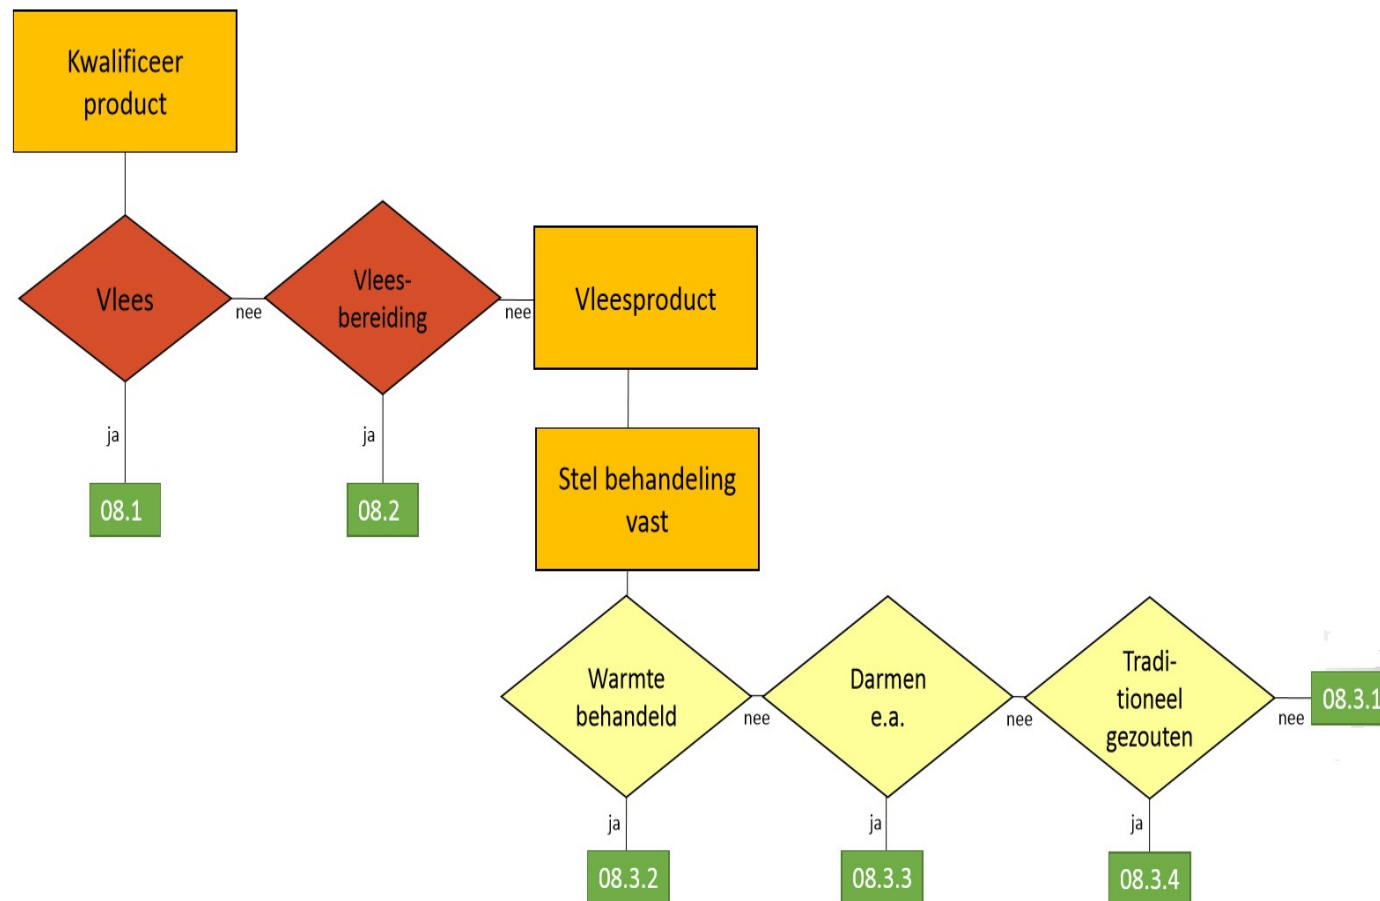 Kwalificeer
product
Vlees
nee
Vlees-
bereiding
nee
Vleesproduct
ja
ja
08.1
08.2
Stel behandeling
vast
Warmte
behandeld
nee
Darmen
e.a.
nee
Tradi-
tioneel
gezouten
nee
08.3.1
ja
ja
ja
08.3.2
08.3.3
08.3.4